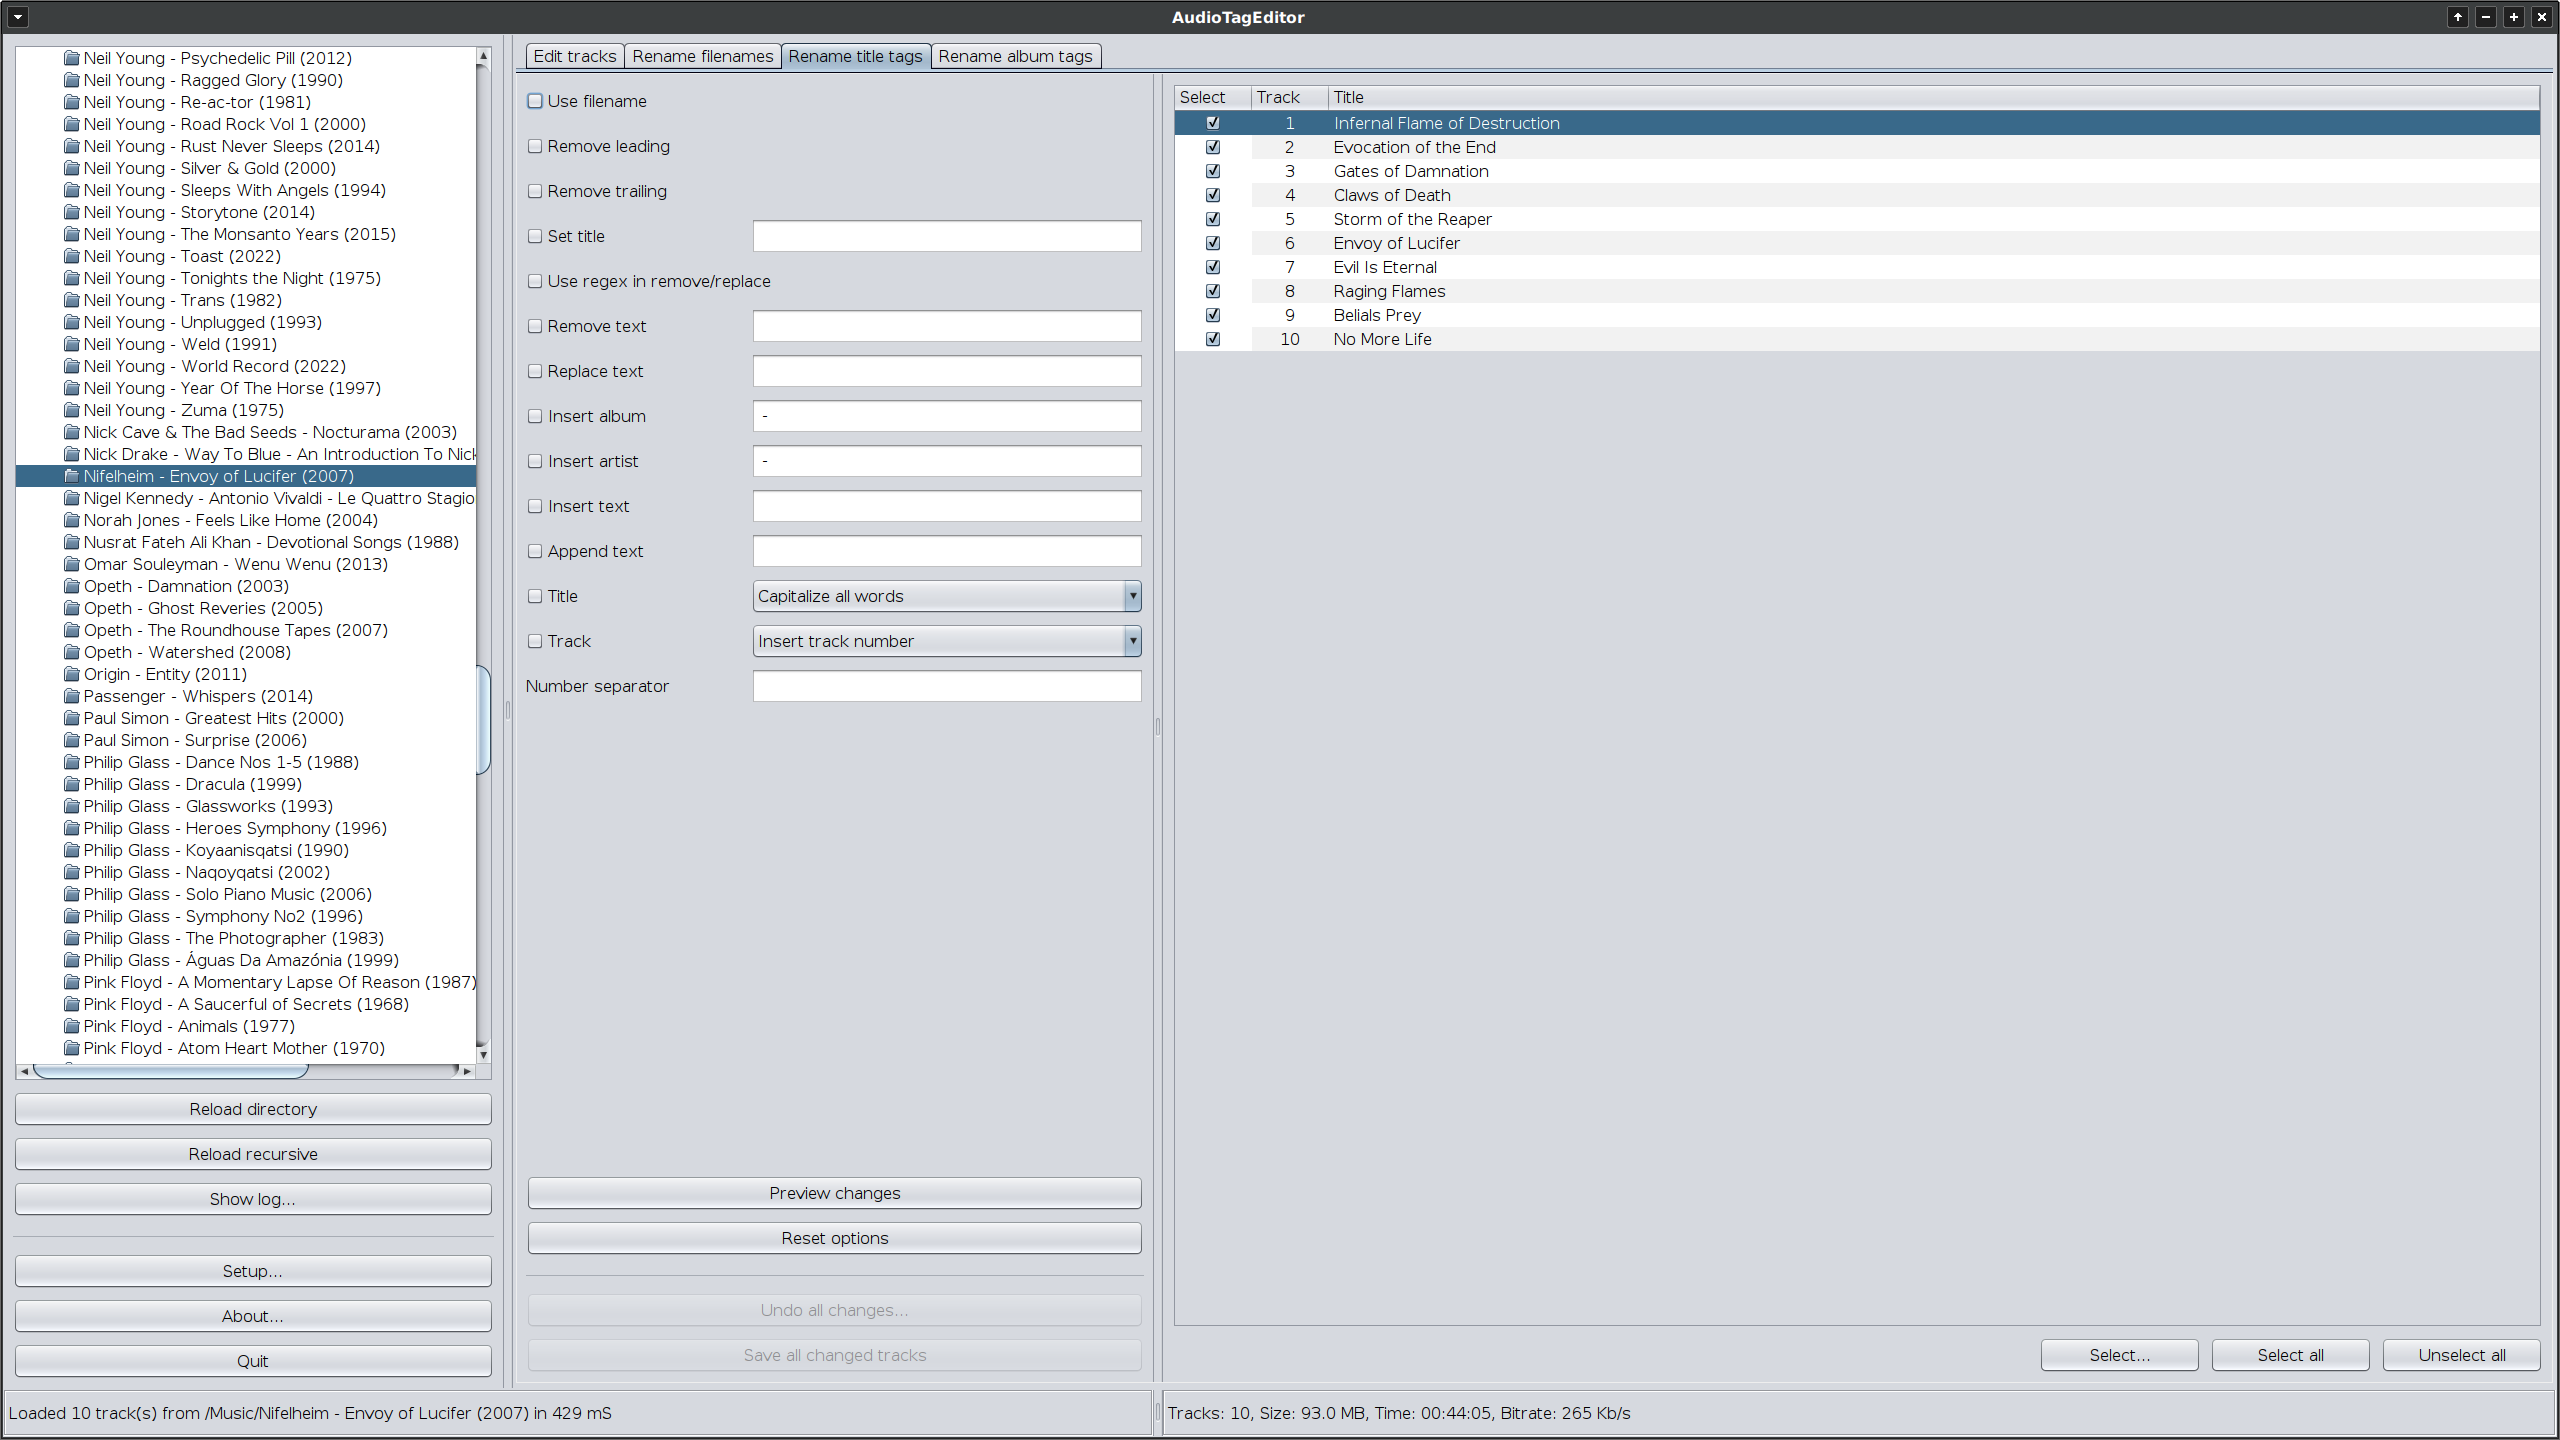 AudioTagEditor
Neil Young - Psychedelic Pill (2012)
Neil Young - Ragged Glory (1990)
Neil Young - Re-ac-tor (1981)
Neil Young - Road Rock Vol 1 (2000)
Neil Young - Rust Never Sleeps (2014)
Neil Young - Silver & Gold (2000)
Neil Young - Sleeps With Angels (1994)
Neil Young - Storytone (2014)
Neil Young - The Monsanto Years (2015)
Neil Young - Toast (2022)
Neil Young - Tonights the Night (1975)
Neil Young - Trans (1982)
Neil Young - Unplugged (1993)
Neil Young - Weld (1991)
Neil Young - World Record (2022)
Neil Young - Year Of The Horse (1997)
Neil Young - Zuma (1975)
Nick Cave & The Bad Seeds - Nocturama (2003)
Nick Drake - Way To Blue - An Introduction To Nick
Nifelheim - Envoy of Lucifer (2007)
Nigel Kennedy - Antonio Vivaldi - Le Quattro Stagio
Norah Jones - Feels Like Home (2004)
Nusrat Fateh Ali Khan - Devotional Songs (1988)
Omar Souleyman - Wenu Wenu (2013)
Opeth - Damnation (2003)
Opeth - Ghost Reveries (2005)
Opeth - The Roundhouse Tapes (2007)
Opeth - Watershed (2008)
Origin - Entity (2011)
Passenger - Whispers (2014)
Paul Simon - Greatest Hits (2000)
Paul Simon - Surprise (2006)
Philip Glass - Dance Nos 1-5 (1988)
Philip Glass - Dracula (1999)
Philip Glass - Glassworks (1993)
Philip Glass - Heroes Symphony (1996)
Philip Glass - Koyaanisqatsi (1990)
Philip Glass - Naqoyqatsi (2002)
Philip Glass - Solo Piano Music (2006)
Philip Glass - Symphony No2 (1996)
Philip Glass - The Photographer (1983)
Philip Glass - Águas Da Amazónia (1999)
Pink Floyd - A Momentary Lapse Of Reason (1987)
Pink Floyd - A Saucerful of Secrets (1968)
Pink Floyd - Animals (1977)
Pink Floyd - Atom Heart Mother (1970)
Reload directory
Reload recursive
Show log...
Setup...
About...
Quit
Edit tracks Rename filenames Rename title tags Rename album tags
Use filename
Remove leading
Remove trailing
Set title
Use regex in remove/replace
Remove text
Replace text
Insert album -
Insert artist -
Insert text
Append text
Title Capitalize all words
Track Insert track number
Number separator
Preview changes
Reset options
Undo all changes...
Save all changed tracks
Select Track Title
1 Infernal Flame of Destruction
2 Evocation of the End
3 Gates of Damnation
4 Claws of Death
5 Storm of the Reaper
6 Envoy of Lucifer
7 Evil Is Eternal
8 Raging Flames
9 Belials Prey
10 No More Life
Select... Select all Unselect all
Loaded 10 track(s) from /Music/Nifelheim - Envoy of Lucifer (2007) in 429 mS
Tracks: 10, Size: 93.0 MB, Time: 00:44:05, Bitrate: 265 Kb/s